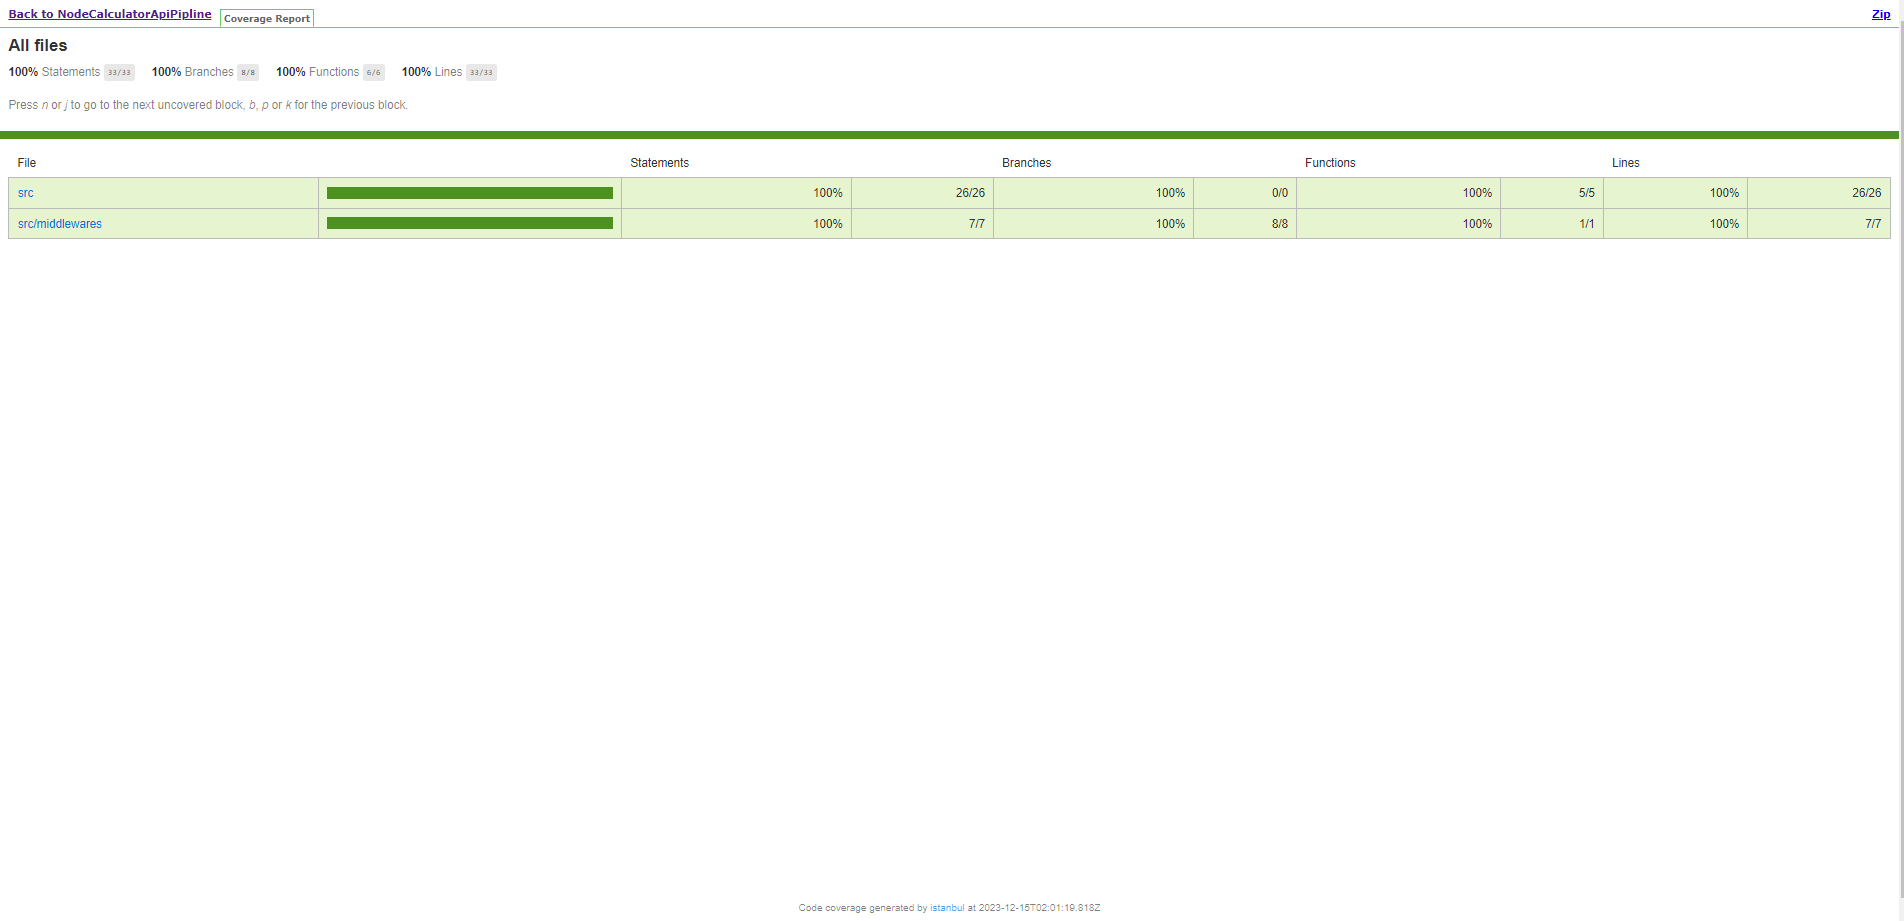 Back to NodeCalculatorApiPipline Coverage Report Zip
All files
100% Statements 33/33 100% Branches 8/8 100% Functions 6/6 100% Lines 33/33
Press n or j to go to the next uncovered block, b, p or k for the previous block.
File Statements Branches Functions Lines
src 100% 26/26 100% 0/0 100% 5/5 100% 26/26
src/middlewares 100% 7/7 100% 8/8 100% 1/1 100% 7/7
Code coverage generated by istanbul at 2023-12-15T02:01:19.818Z